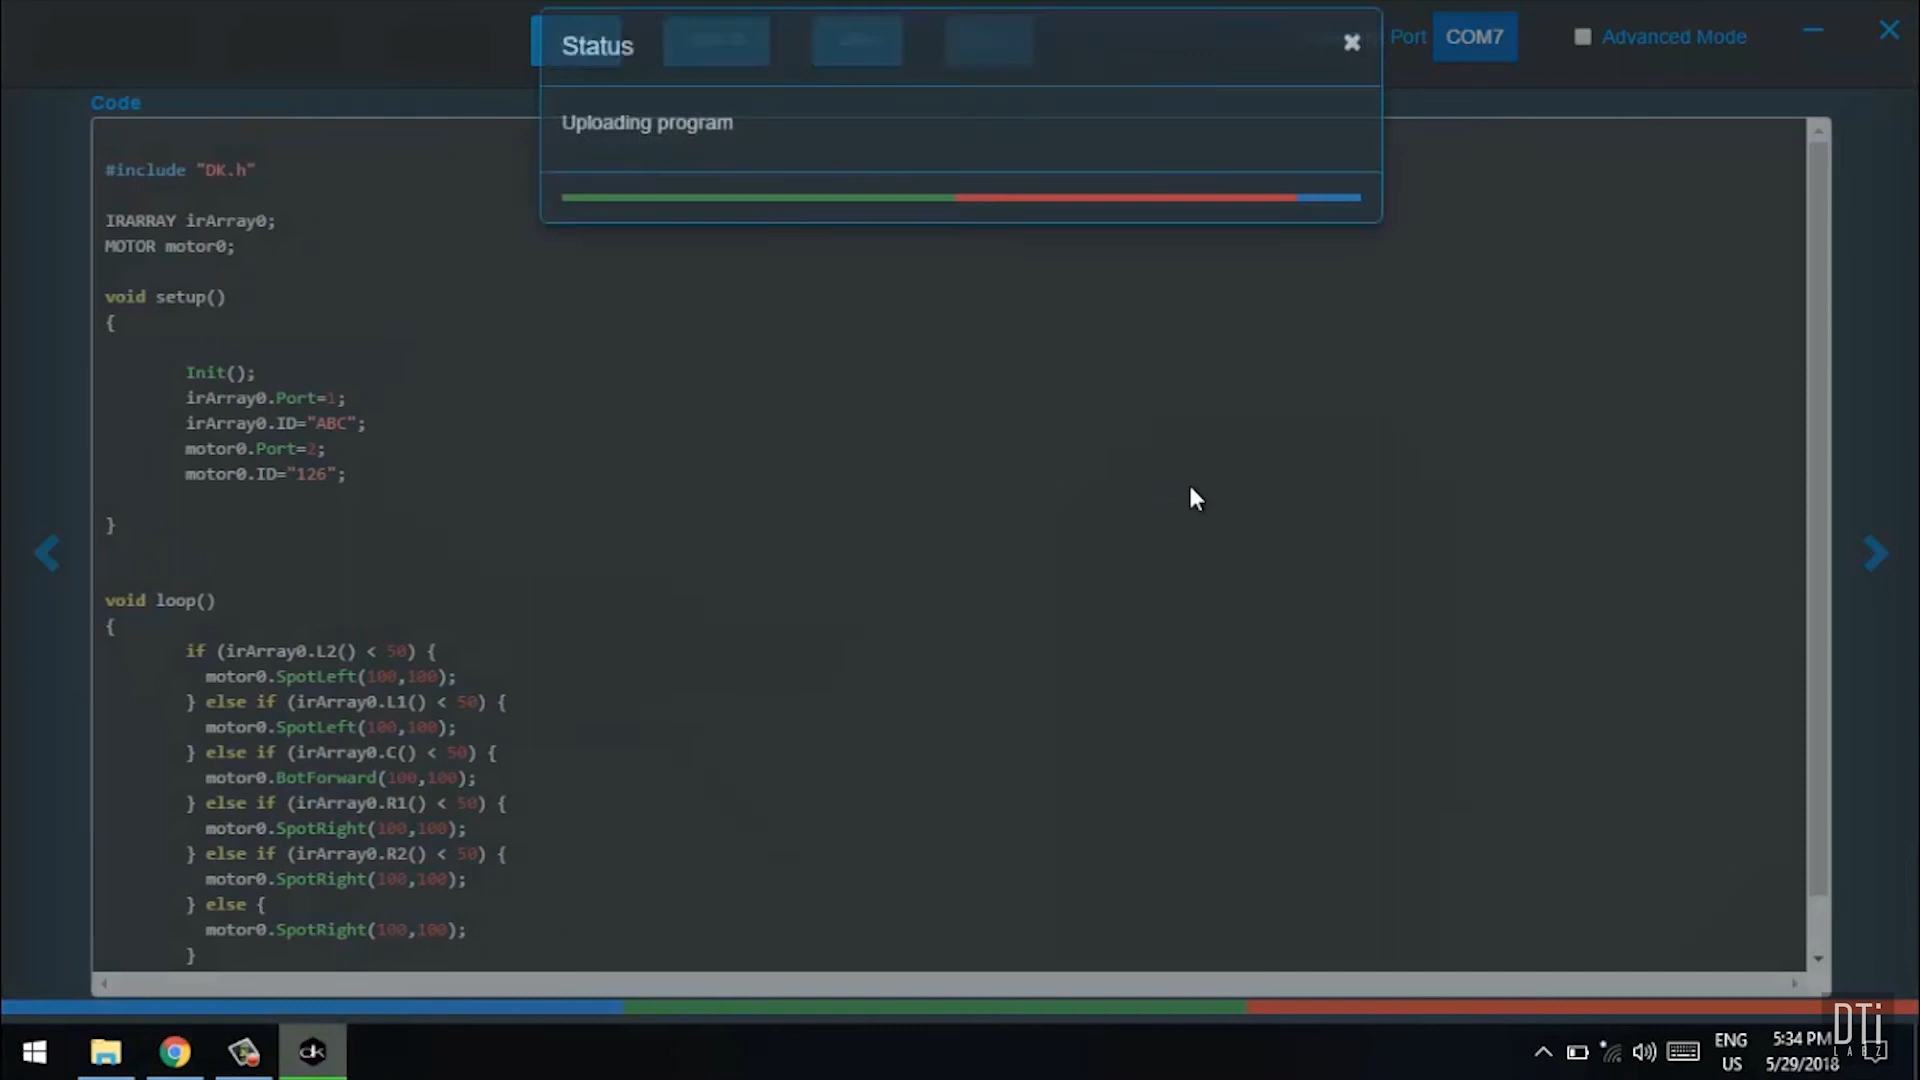 Status
Port
COM7
Advanced Mode
Uploading program
Code
#include "DK.h"
IRARRAY irArray0;
MOTOR motor0;
void setup()
{
Init();
irArray0.Port=1;
irArray0.ID="ABC";
motor0.Port=2;
motor0.ID="126";
}
void loop()
{
if (irArray0.L2() < 50) {
motor0.SpotLeft(100,100);
} else if (irArray0.L1() < 50) {
motor0.SpotLeft(100,100);
} else if (irArray0.C() < 50) {
motor0.BotForward(100,100);
} else if (irArray0.R1() < 50) {
motor0.SpotRight(100,100);
} else if (irArray0.R2() < 50) {
motor0.SpotRight(100,100);
} else {
motor0.SpotRight(100,100);
}
dk
ENG
US
5:34 PM
5/29/2018
DTi
LABZ